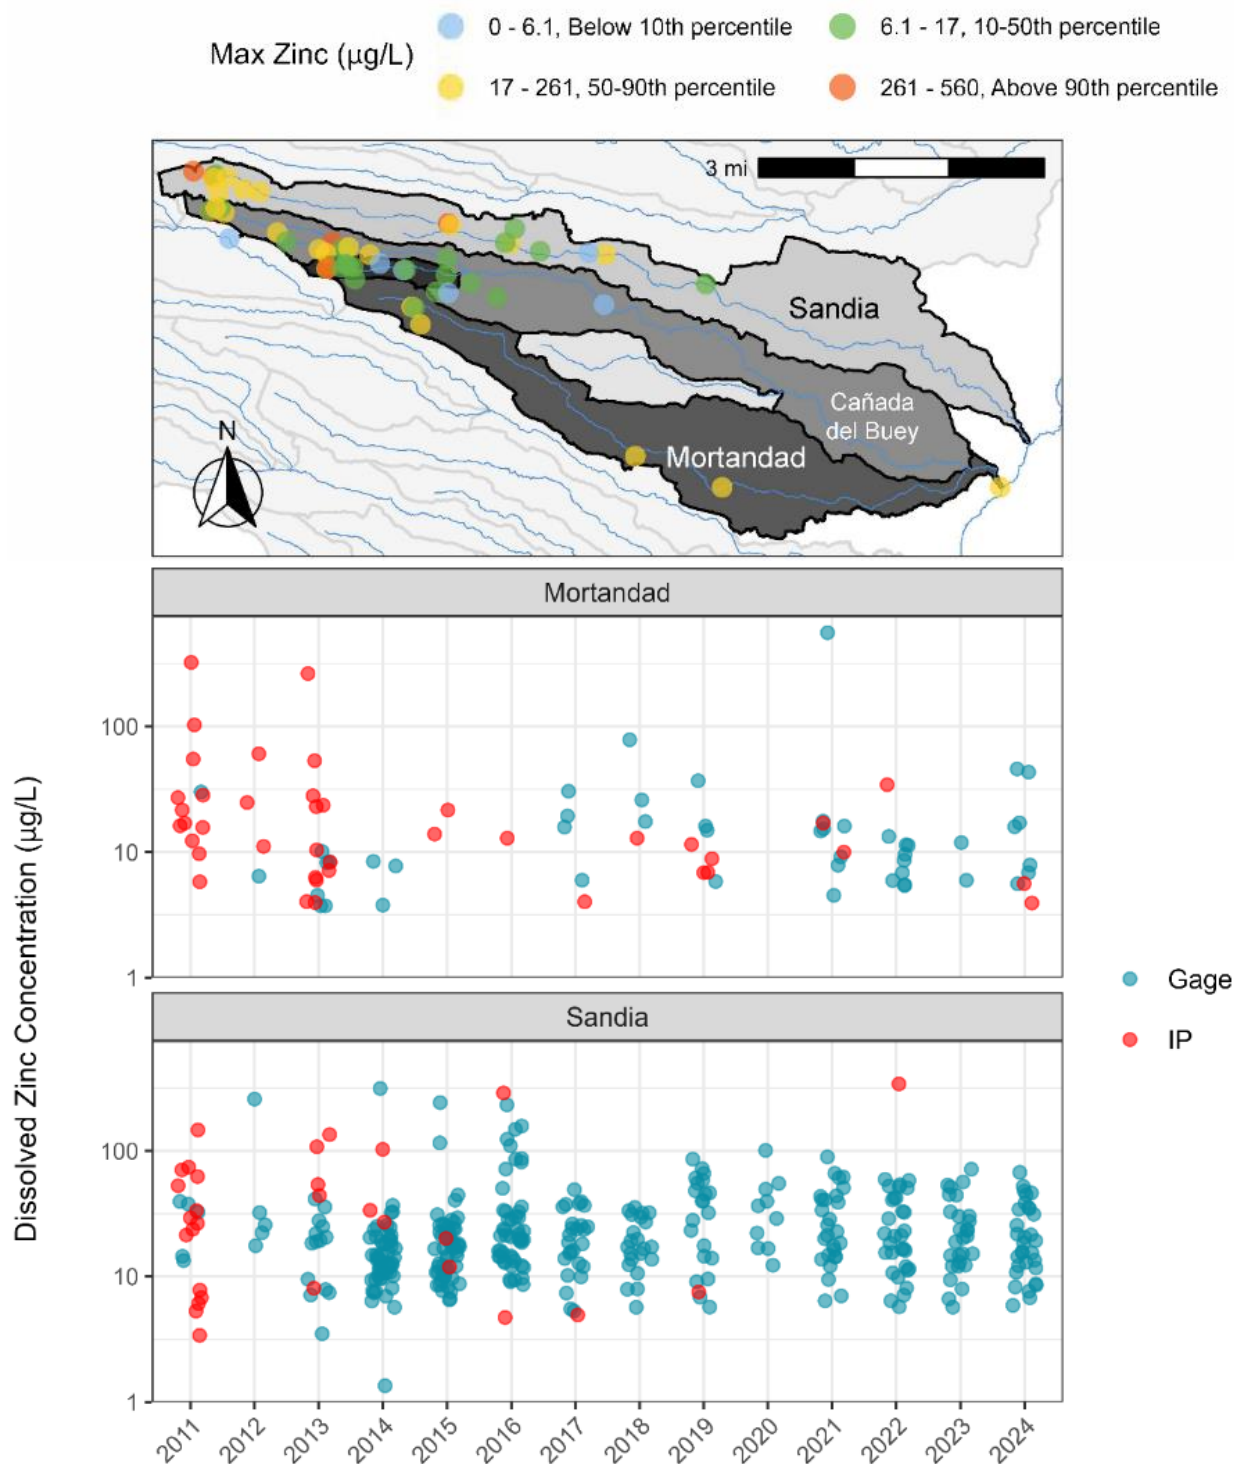 Max Zinc (µg/L)
0 - 6.1, Below 10th percentile
6.1 - 17, 10-50th percentile
17 - 261, 50-90th percentile
261 - 560, Above 90th percentile
3 mi
Sandia
Cañada
del Buey
Mortandad
N
Mortandad
100
10
1
Sandia
100
10
1
Dissolved Zinc Concentration (µg/L)
Gage
IP
2011 2012 2013 2014 2015 2016 2017 2018 2019 2020 2021 2022 2023 2024